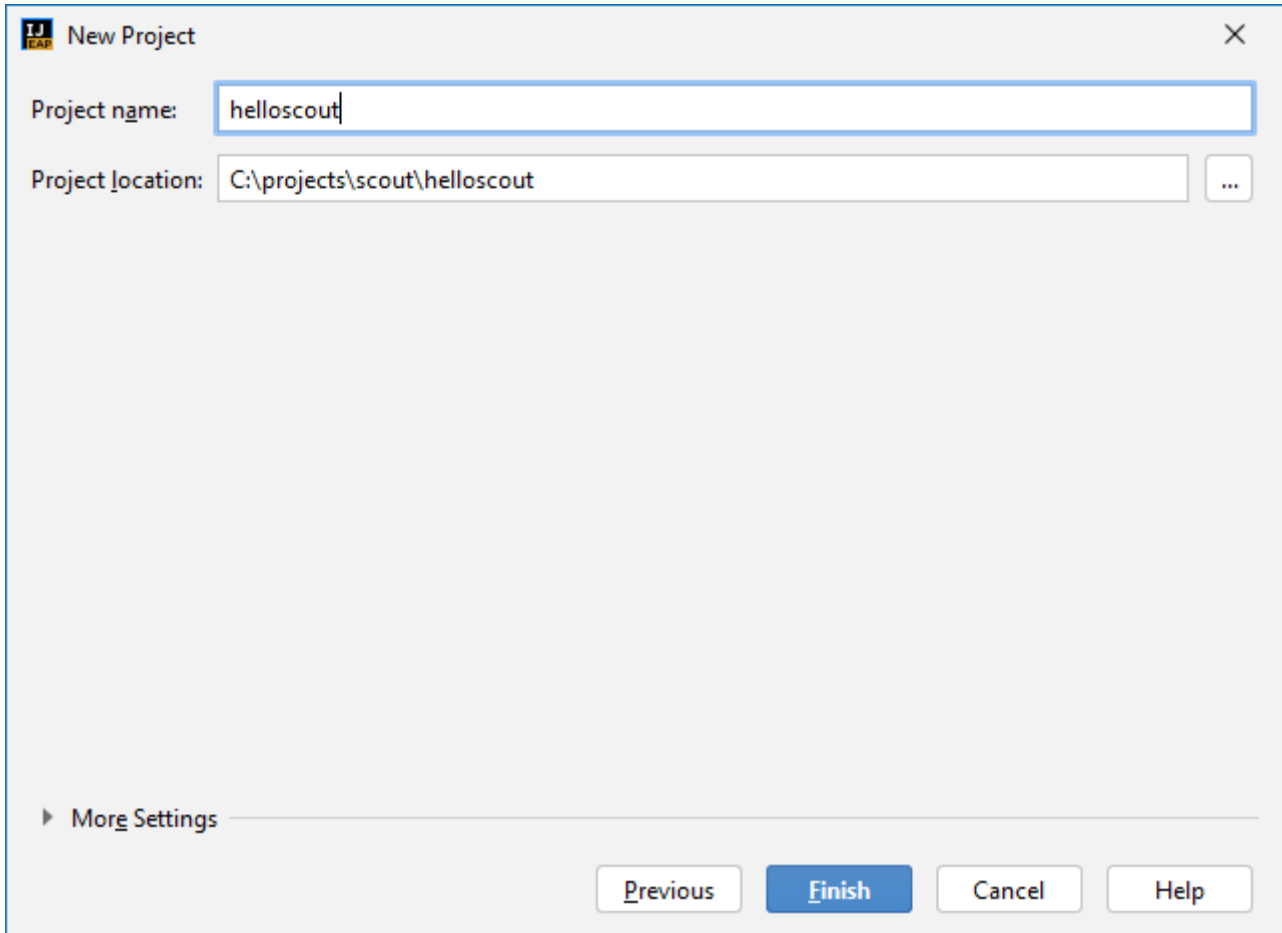 IJ EAP New Project
Project name: helloscout
Project location: C:\projects\scout\helloscout ...
More Settings
Previous Finish Cancel Help